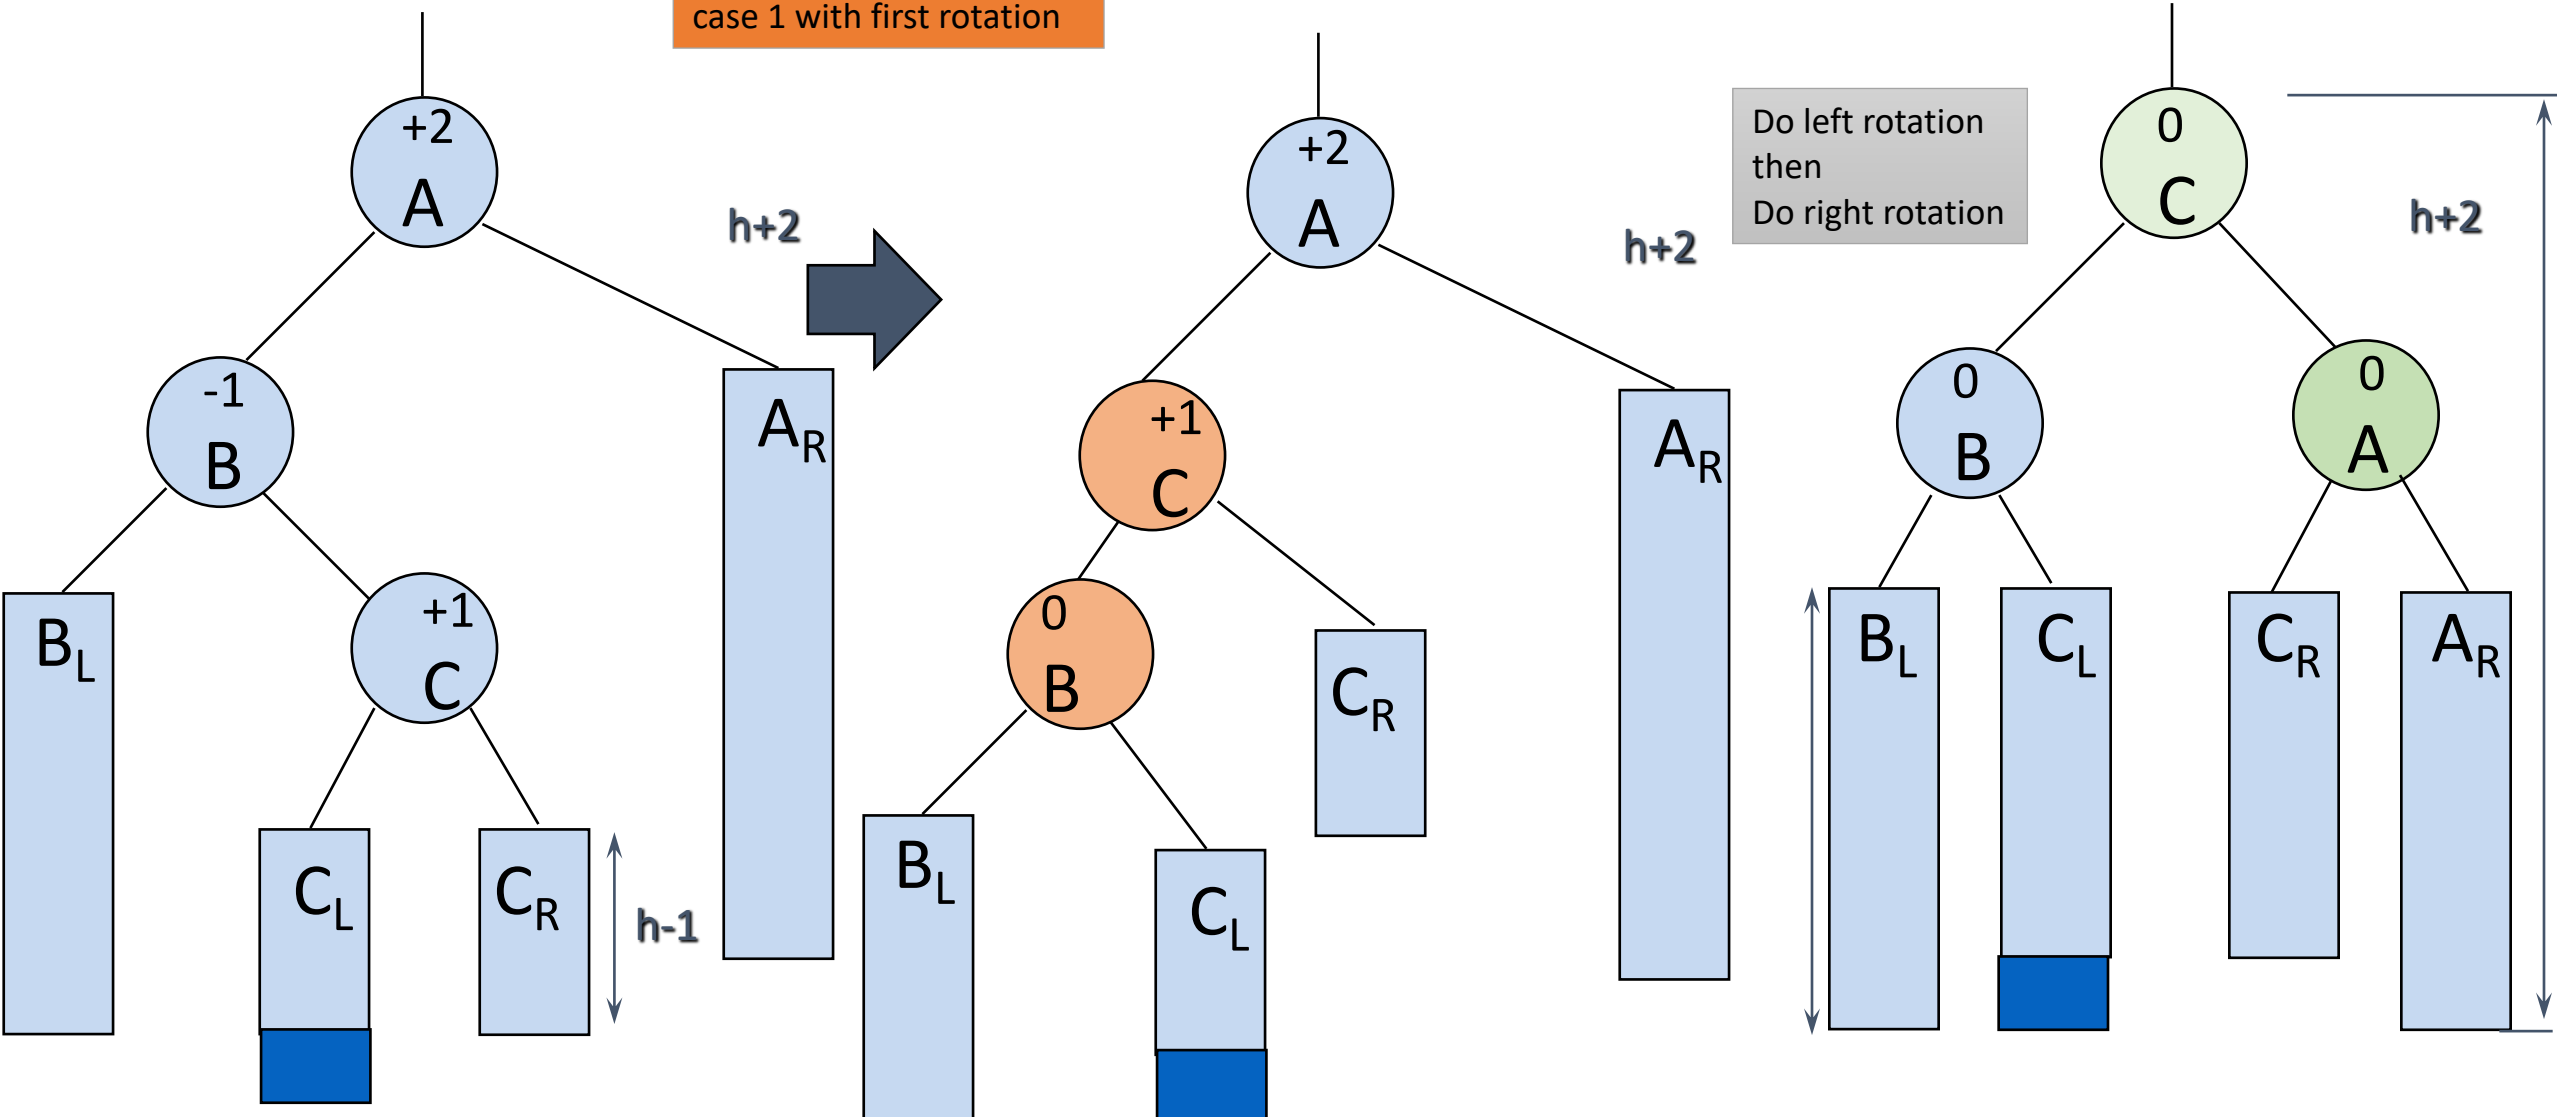 case 1 with first rotation
+2
A
h+2
-1
B
A_R
B_L
+1
C
C_L
C_R
h-1
+2
A
h+2
+1
C
A_R
0
B
C_R
B_L
C_L
Do left rotation
then
Do right rotation
0
C
h+2
0
B
0
A
B_L
C_L
C_R
A_R